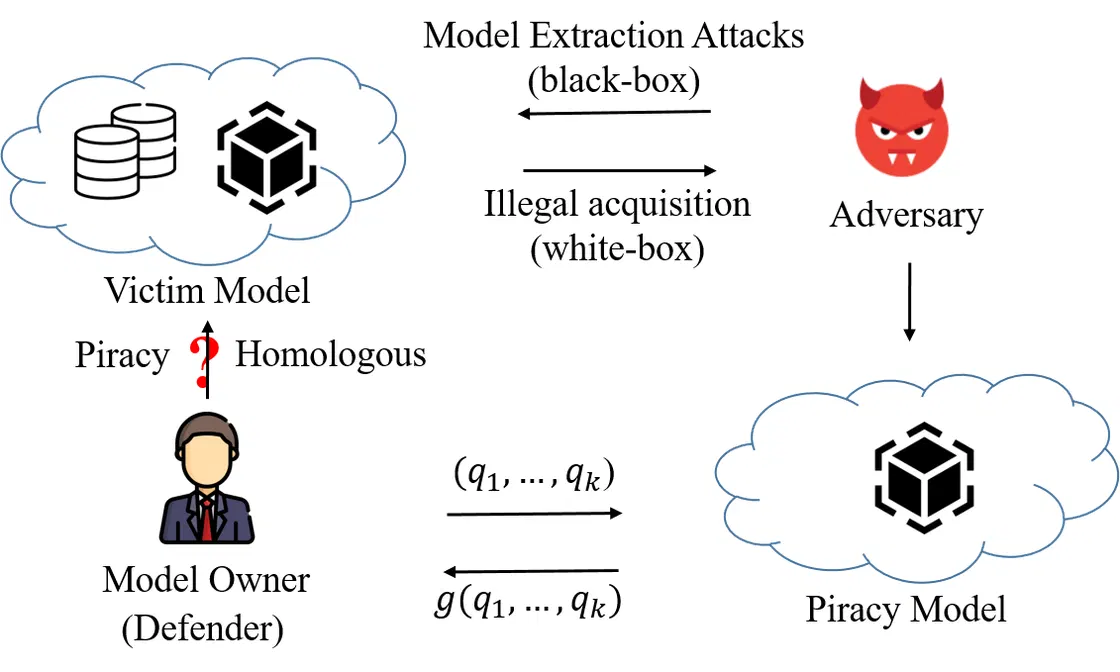 Model Extraction Attacks
(black-box)
Illegal acquisition
(white-box)
Adversary
Victim Model
Piracy ? Homologous
(q₁, … , qₖ)
g(q₁, … , qₖ)
Model Owner
(Defender)
Piracy Model